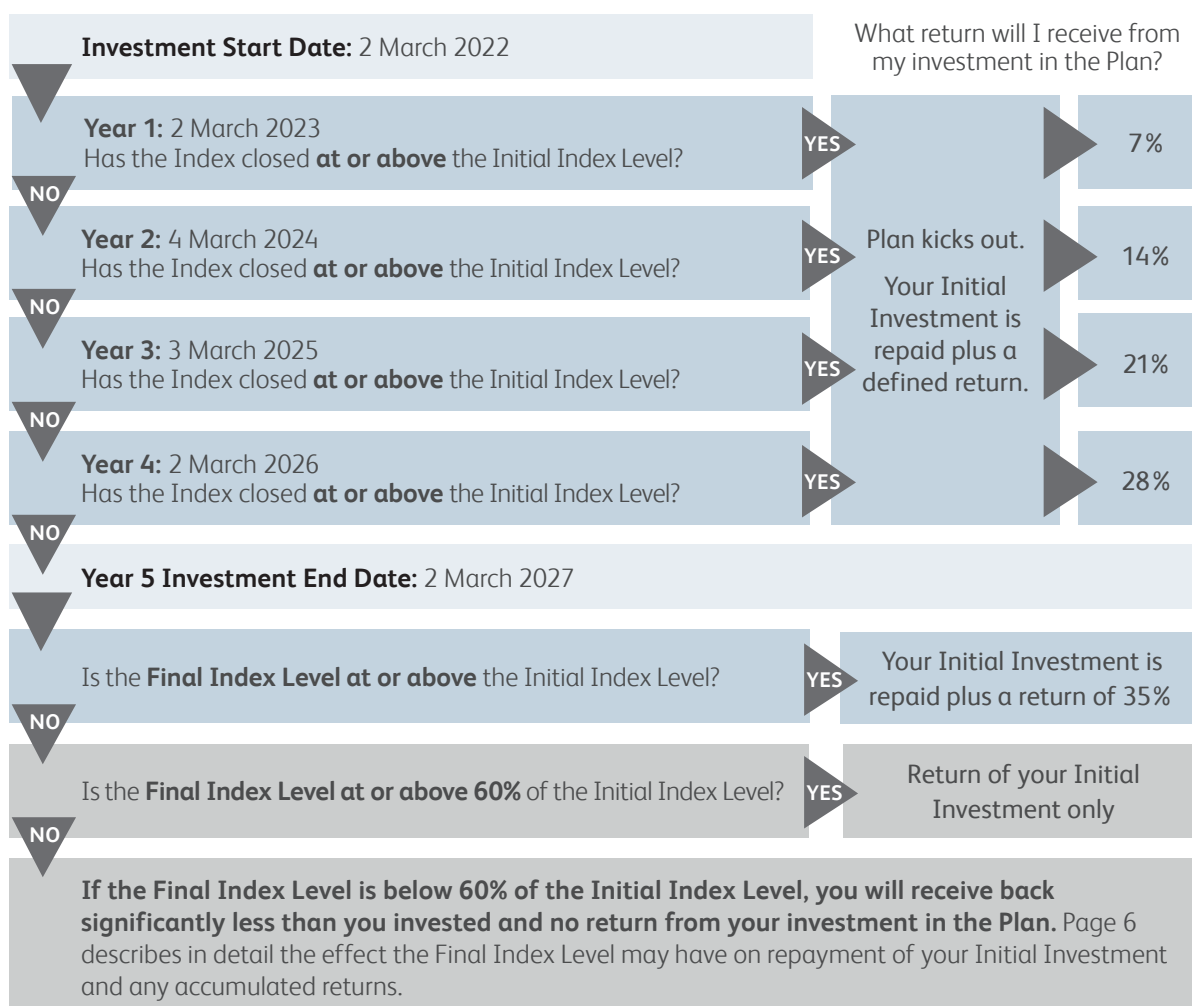 Investment Start Date: 2 March 2022
What return will I receive from
my investment in the Plan?
Year 1: 2 March 2023
Has the Index closed at or above the Initial Index Level?
YES
7%
NO
Year 2: 4 March 2024
Has the Index closed at or above the Initial Index Level?
YES
Plan kicks out.
Your Initial
Investment is
repaid plus a
defined return.
14%
NO
Year 3: 3 March 2025
Has the Index closed at or above the Initial Index Level?
YES
21%
NO
Year 4: 2 March 2026
Has the Index closed at or above the Initial Index Level?
YES
28%
NO
Year 5 Investment End Date: 2 March 2027
Is the Final Index Level at or above the Initial Index Level?
YES
Your Initial Investment is
repaid plus a return of 35%
NO
Is the Final Index Level at or above 60% of the Initial Index Level?
YES
Return of your Initial
Investment only
NO
If the Final Index Level is below 60% of the Initial Index Level, you will receive back
significantly less than you invested and no return from your investment in the Plan. Page 6
describes in detail the effect the Final Index Level may have on repayment of your Initial Investment
and any accumulated returns.